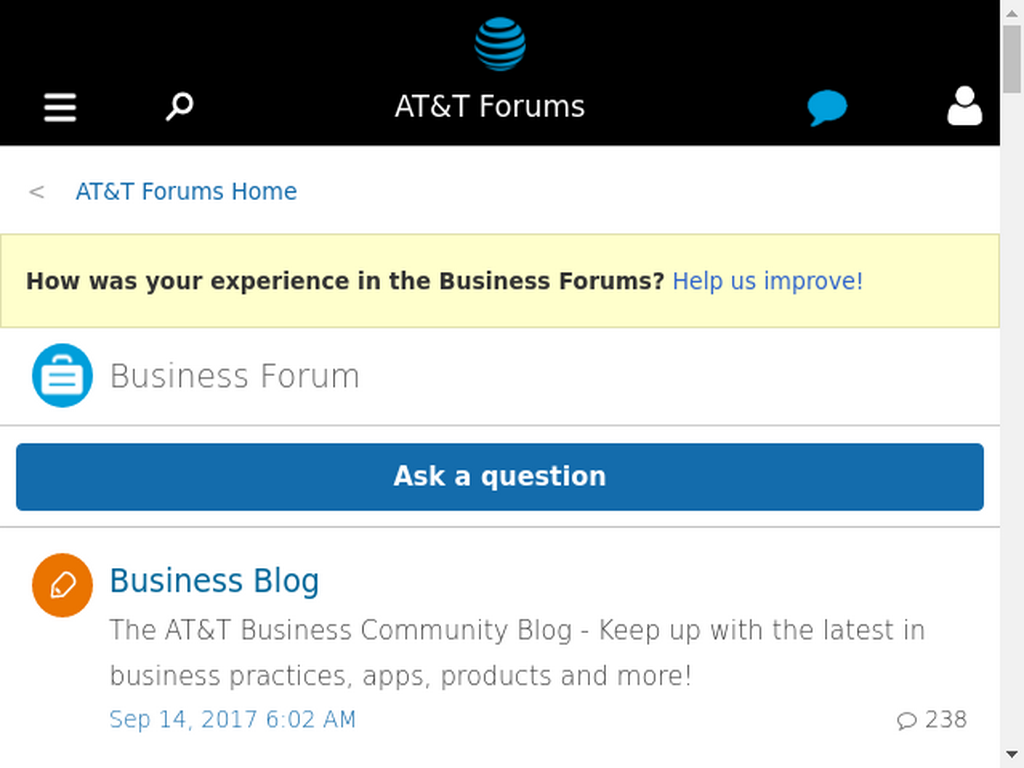 AT&T Forums
< AT&T Forums Home
How was your experience in the Business Forums? Help us improve!
Business Forum
Ask a question
Business Blog
The AT&T Business Community Blog - Keep up with the latest in
business practices, apps, products and more!
Sep 14, 2017 6:02 AM 238